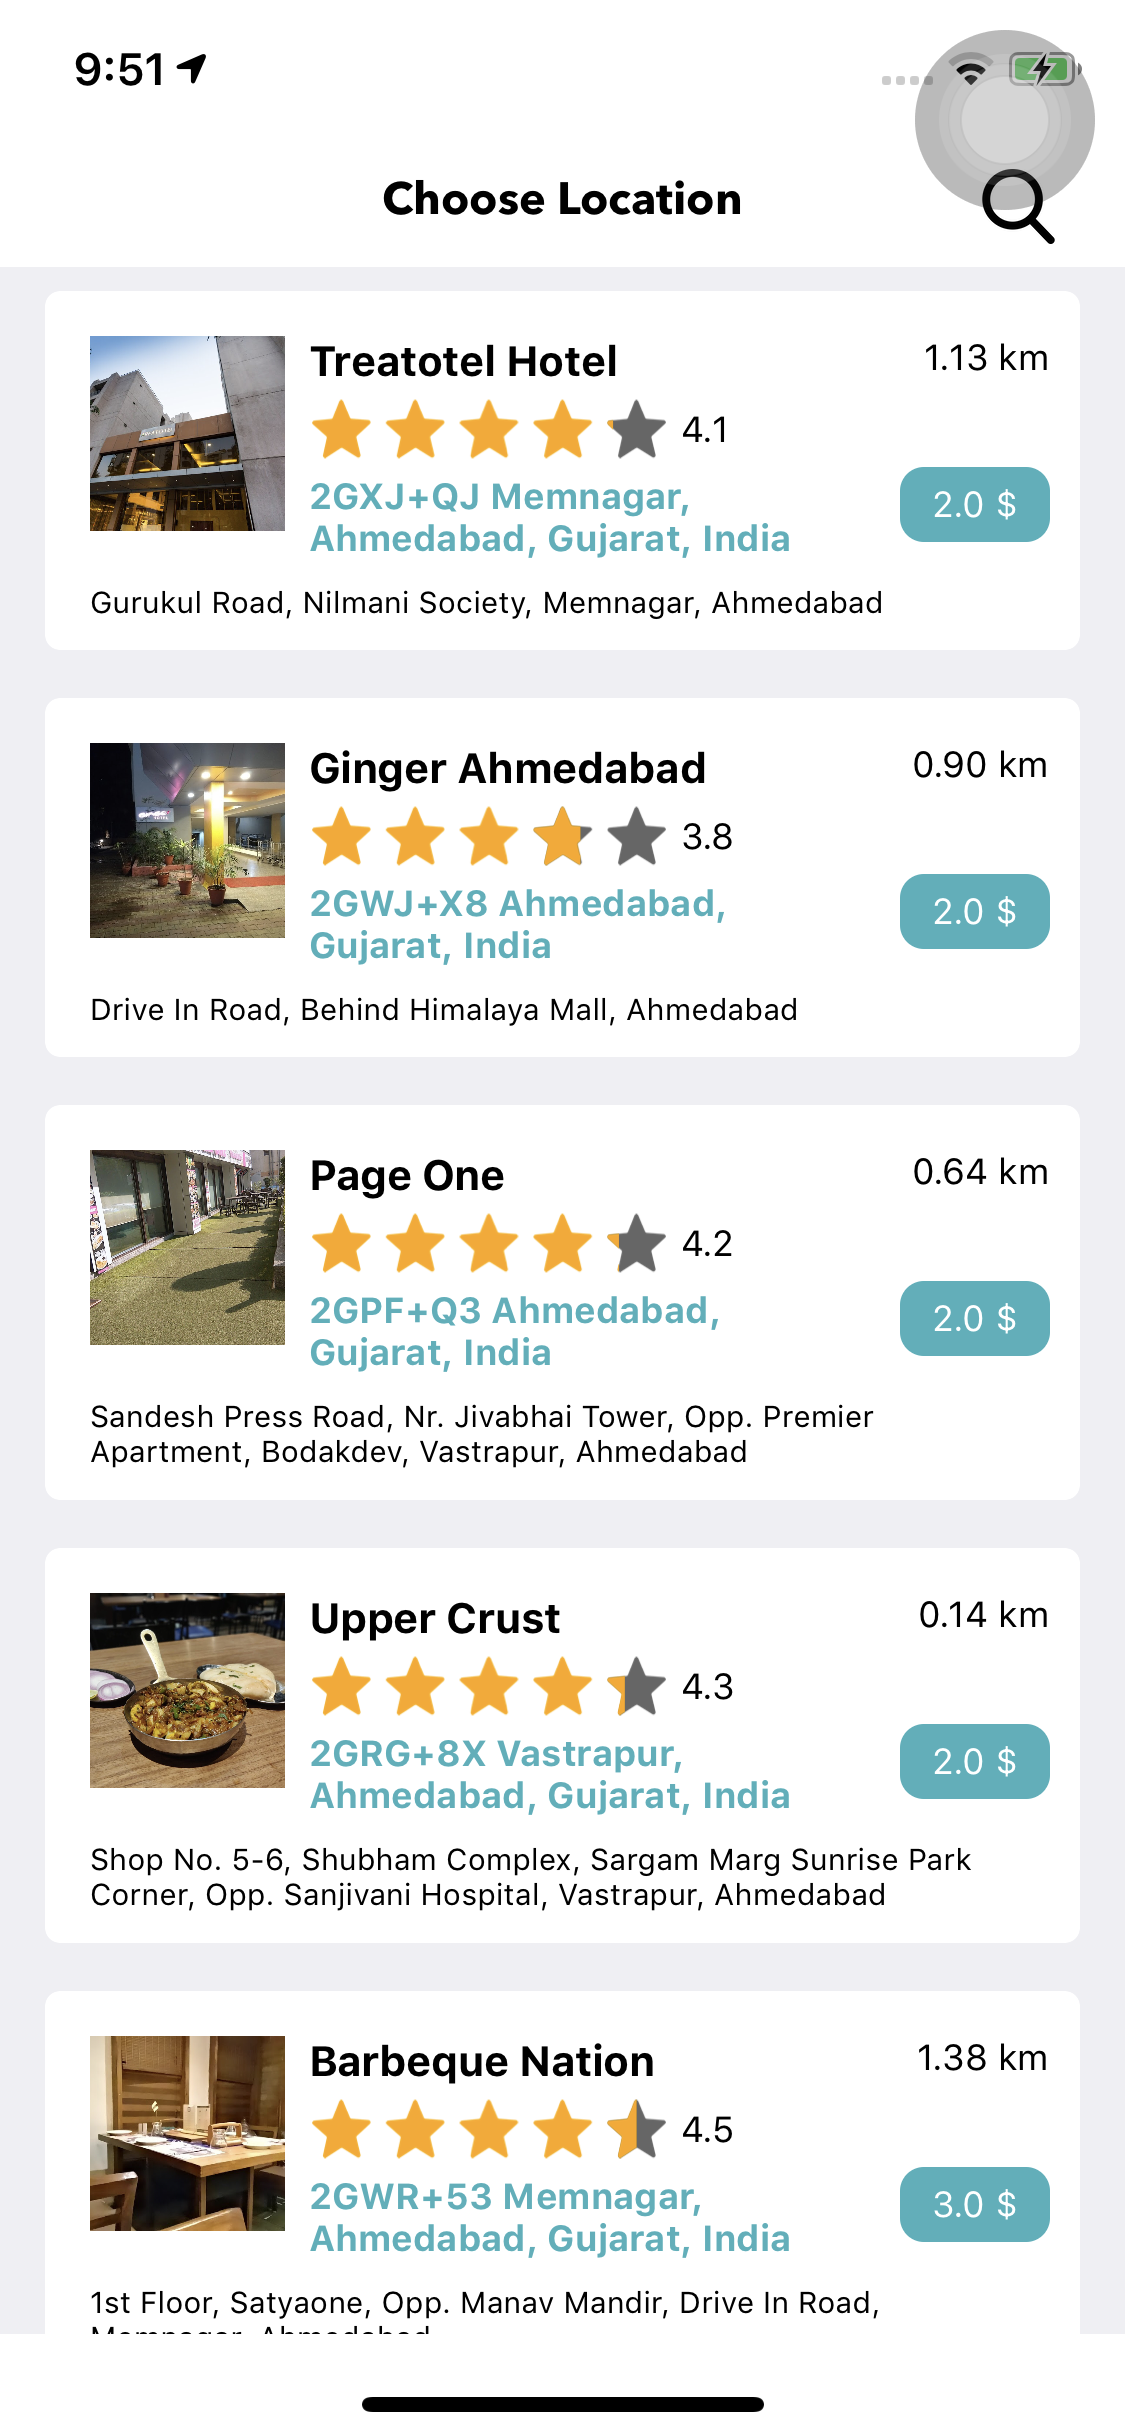 9:51
Choose Location
Treatotel Hotel
1.13 km
4.1
2GXJ+QJ Memnagar,
Ahmedabad, Gujarat, India
2.0 $
Gurukul Road, Nilmani Society, Memnagar, Ahmedabad
Ginger Ahmedabad
0.90 km
3.8
2GWJ+X8 Ahmedabad,
Gujarat, India
2.0 $
Drive In Road, Behind Himalaya Mall, Ahmedabad
Page One
0.64 km
4.2
2GPF+Q3 Ahmedabad,
Gujarat, India
2.0 $
Sandesh Press Road, Nr. Jivabhai Tower, Opp. Premier
Apartment, Bodakdev, Vastrapur, Ahmedabad
Upper Crust
0.14 km
4.3
2GRG+8X Vastrapur,
Ahmedabad, Gujarat, India
2.0 $
Shop No. 5-6, Shubham Complex, Sargam Marg Sunrise Park
Corner, Opp. Sanjivani Hospital, Vastrapur, Ahmedabad
Barbeque Nation
1.38 km
4.5
2GWR+53 Memnagar,
Ahmedabad, Gujarat, India
3.0 $
1st Floor, Satyaone, Opp. Manav Mandir, Drive In Road,
Memnagar, Ahmedabad